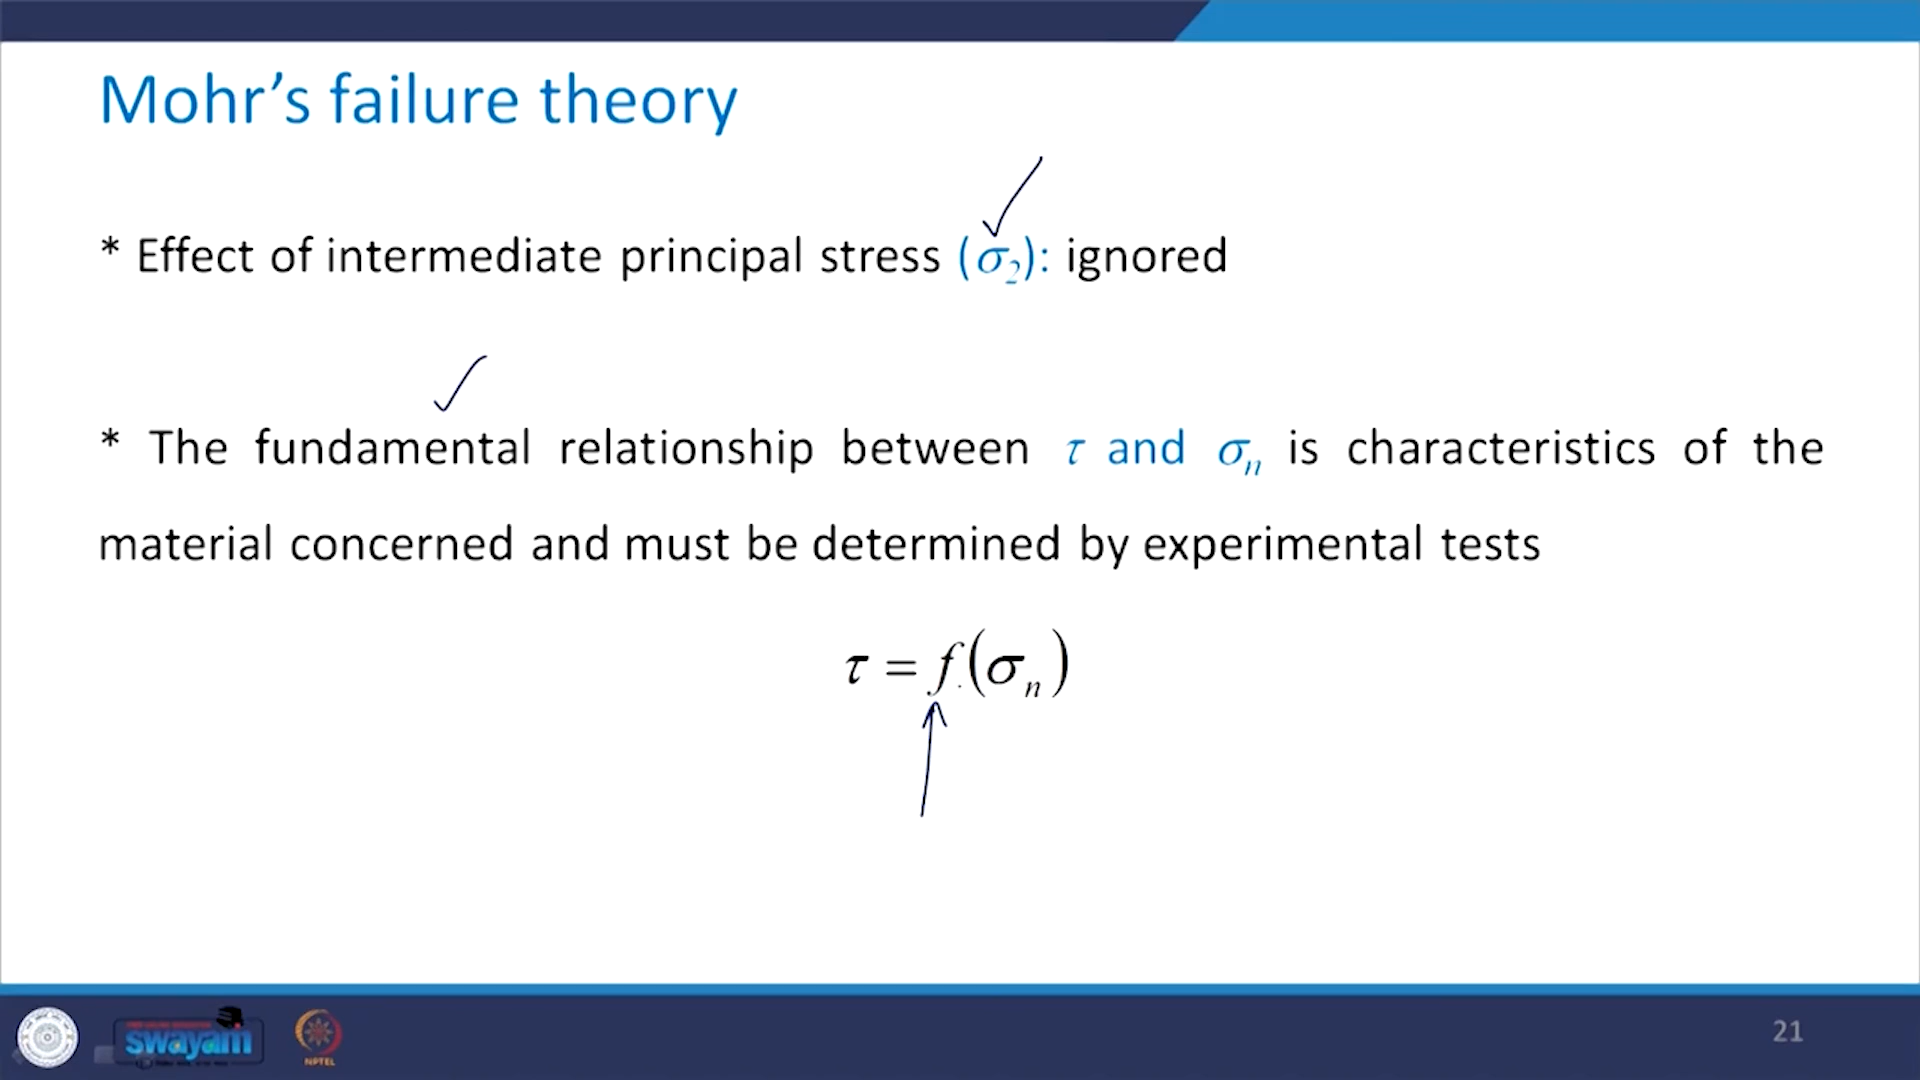 Mohr’s failure theory
* Effect of intermediate principal stress (σ₂): ignored
* The fundamental relationship between τ and σₙ is characteristics of the
material concerned and must be determined by experimental tests
τ = f(σₙ)
swayam
NPTEL
21